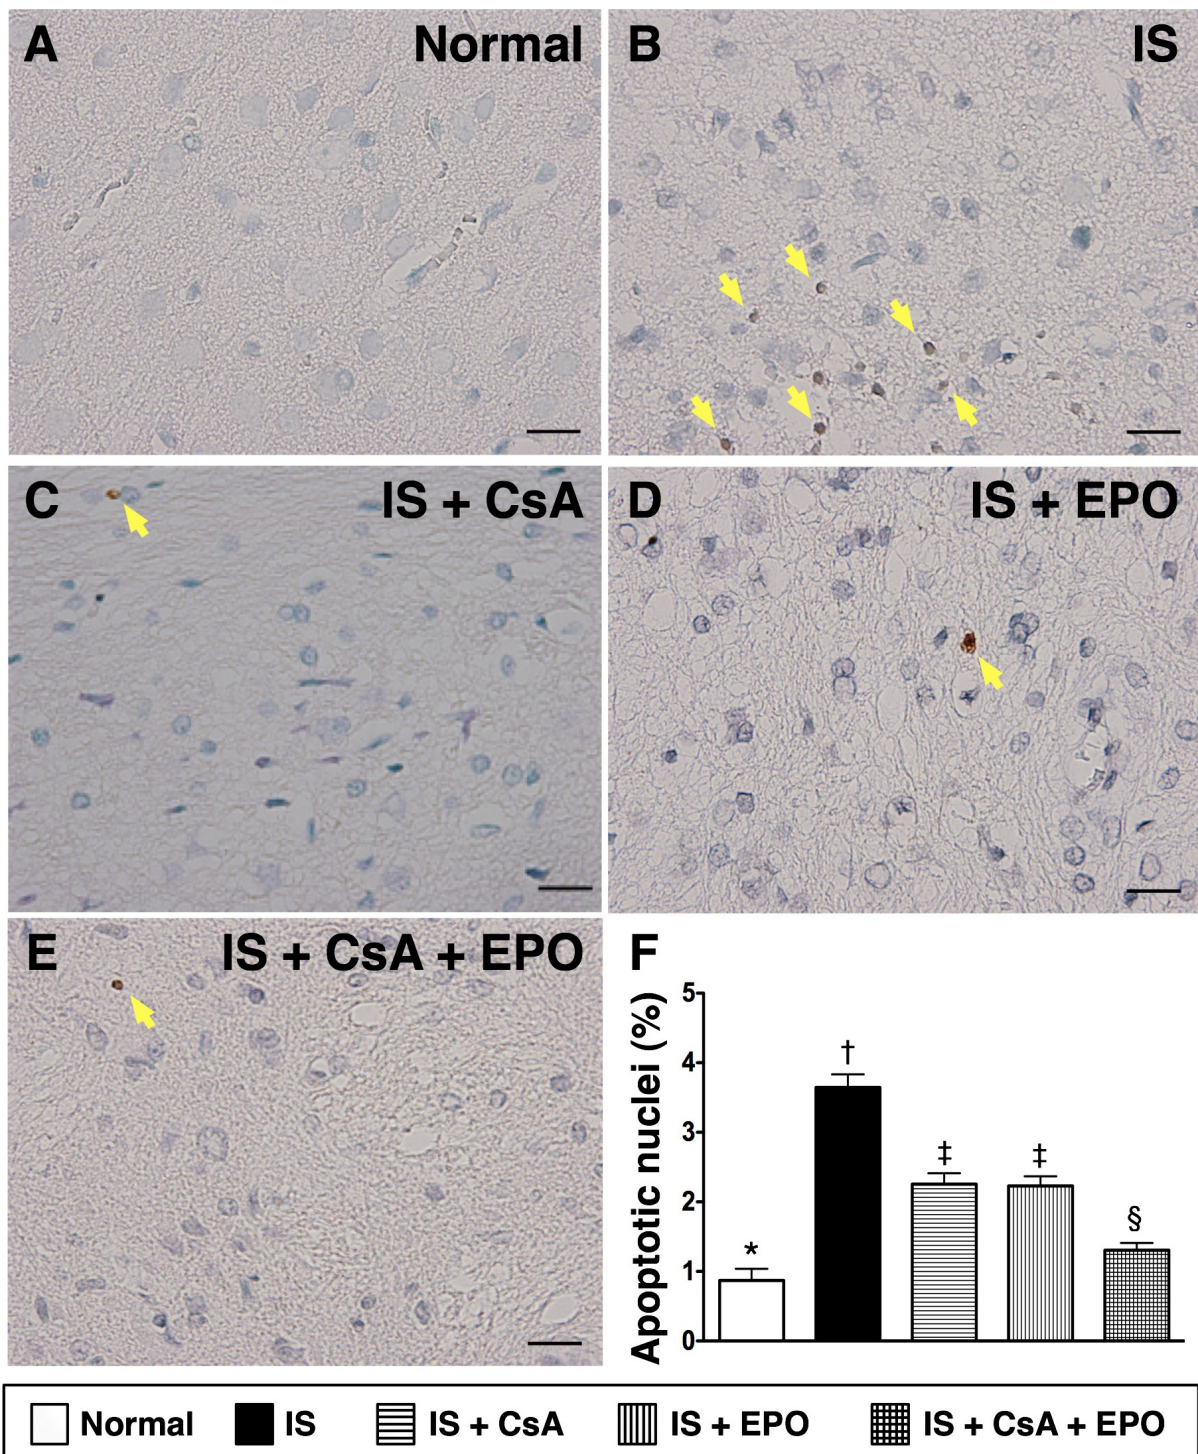 A Normal
B IS
C IS + CsA
D IS + EPO
E IS + CsA + EPO
F
Apoptotic nuclei (%)
5
4
3
2
1
0
*
†
‡
‡
§
Normal IS IS + CsA IS + EPO IS + CsA + EPO